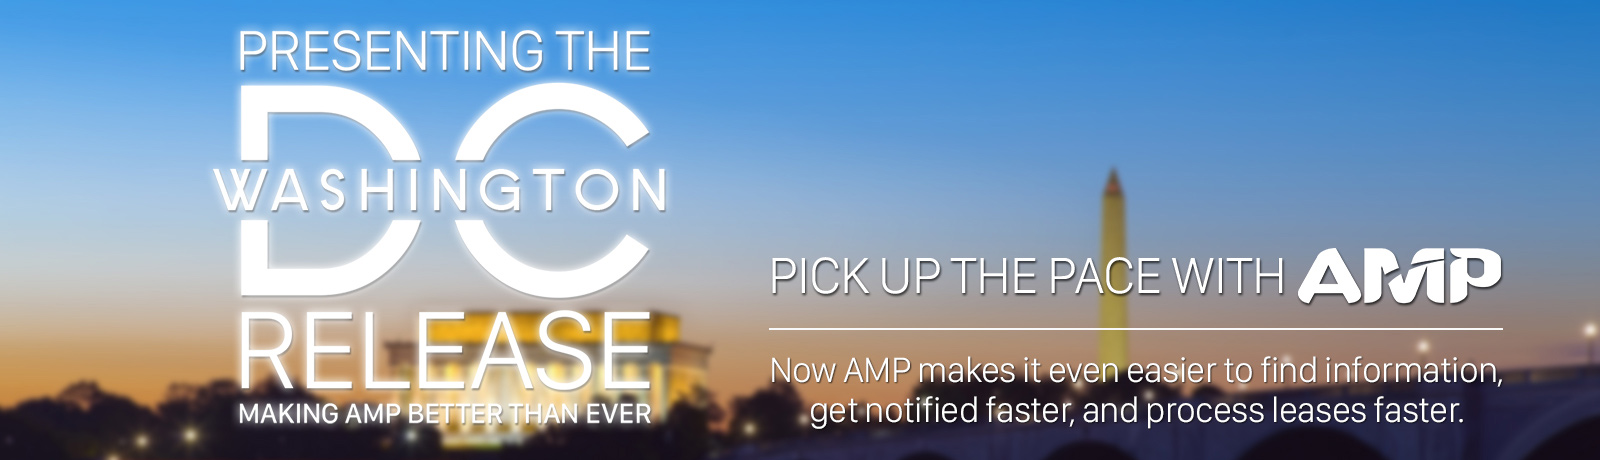 PRESENTING THE
DC
WASHINGTON
RELEASE
MAKING AMP BETTER THAN EVER
PICK UP THE PACE WITH AMP
Now AMP makes it even easier to find information,
get notified faster, and process leases faster.